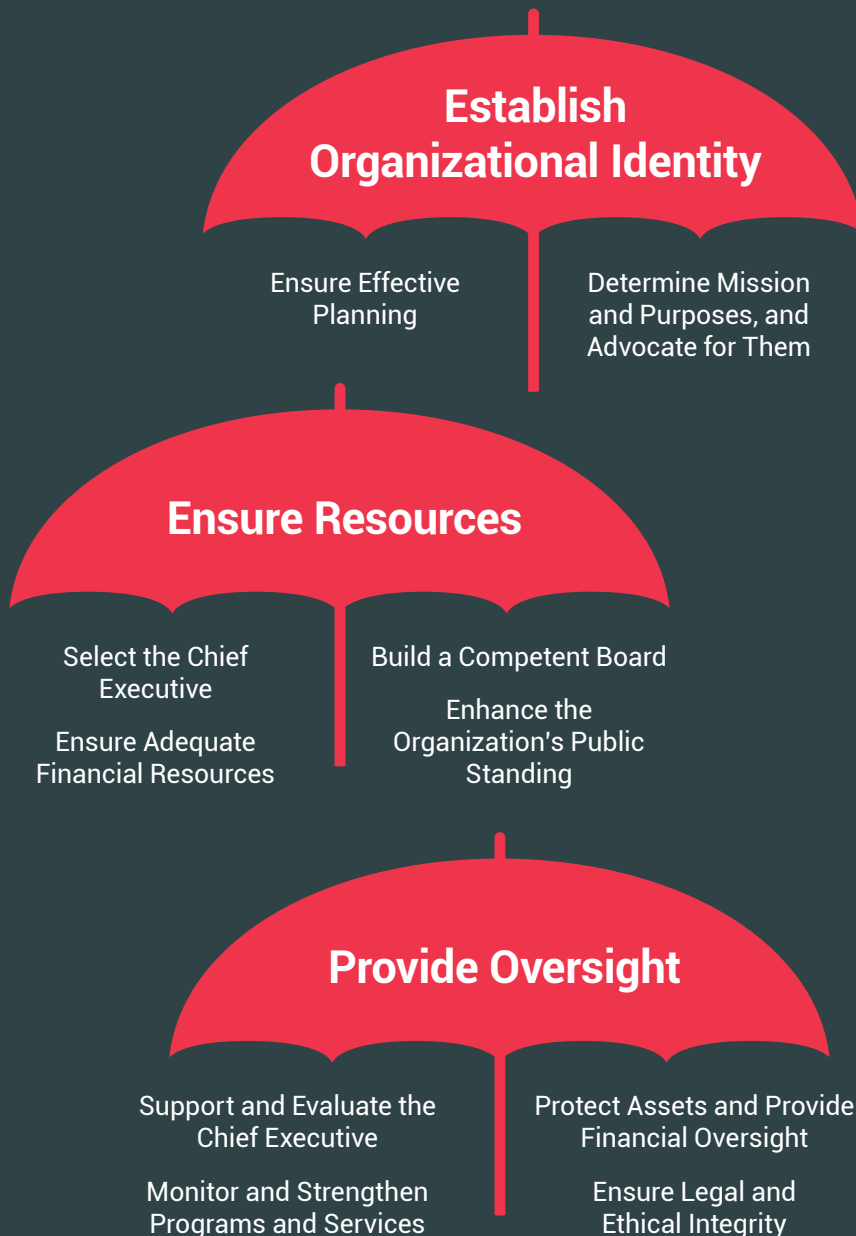 Establish
Organizational Identity
Ensure Effective
Planning
Determine Mission
and Purposes, and
Advocate for Them
Ensure Resources
Select the Chief
Executive
Ensure Adequate
Financial Resources
Build a Competent Board
Enhance the
Organization's Public
Standing
Provide Oversight
Support and Evaluate the
Chief Executive
Monitor and Strengthen
Programs and Services
Protect Assets and Provide
Financial Oversight
Ensure Legal and
Ethical Integrity